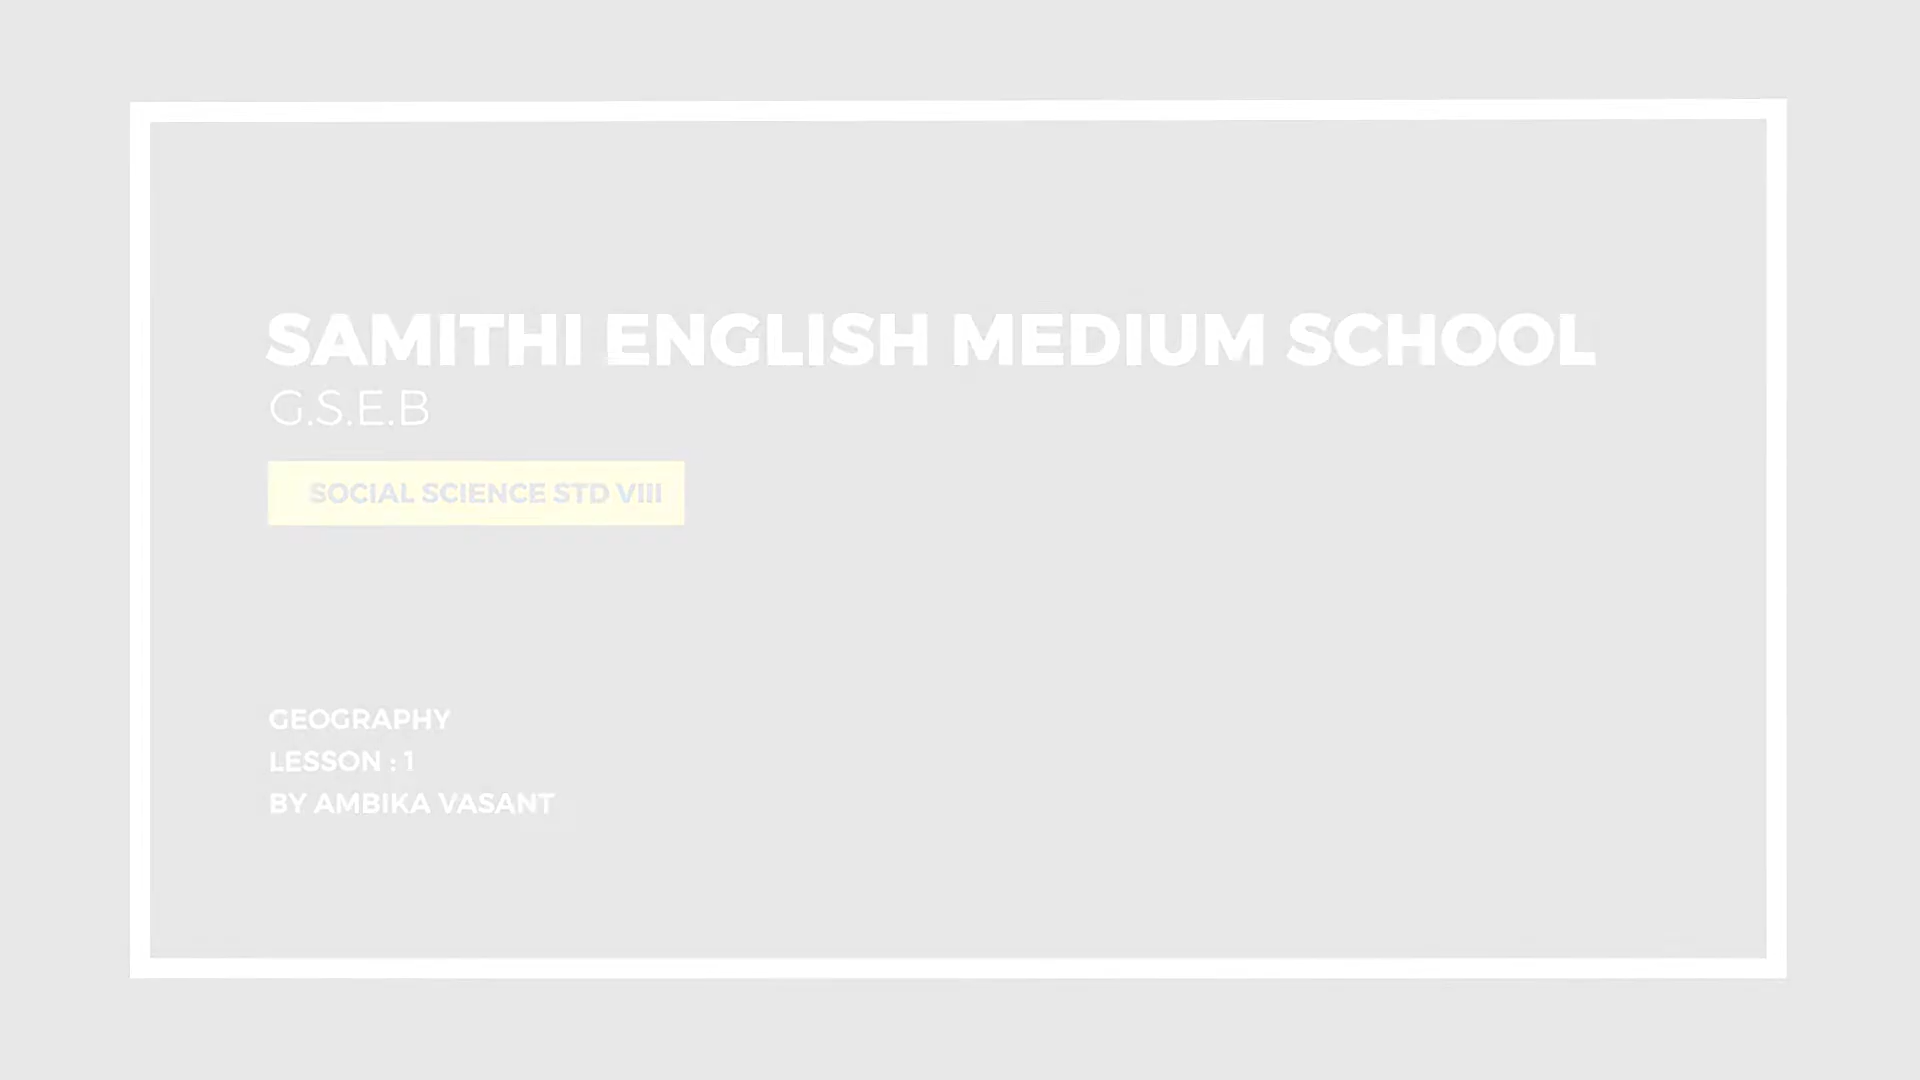 SAMITHI ENGLISH MEDIUM SCHOOL
G.S.E.B
SOCIAL SCIENCE STD VIII
GEOGRAPHY
LESSON : 1
BY AMBIKA VASANT